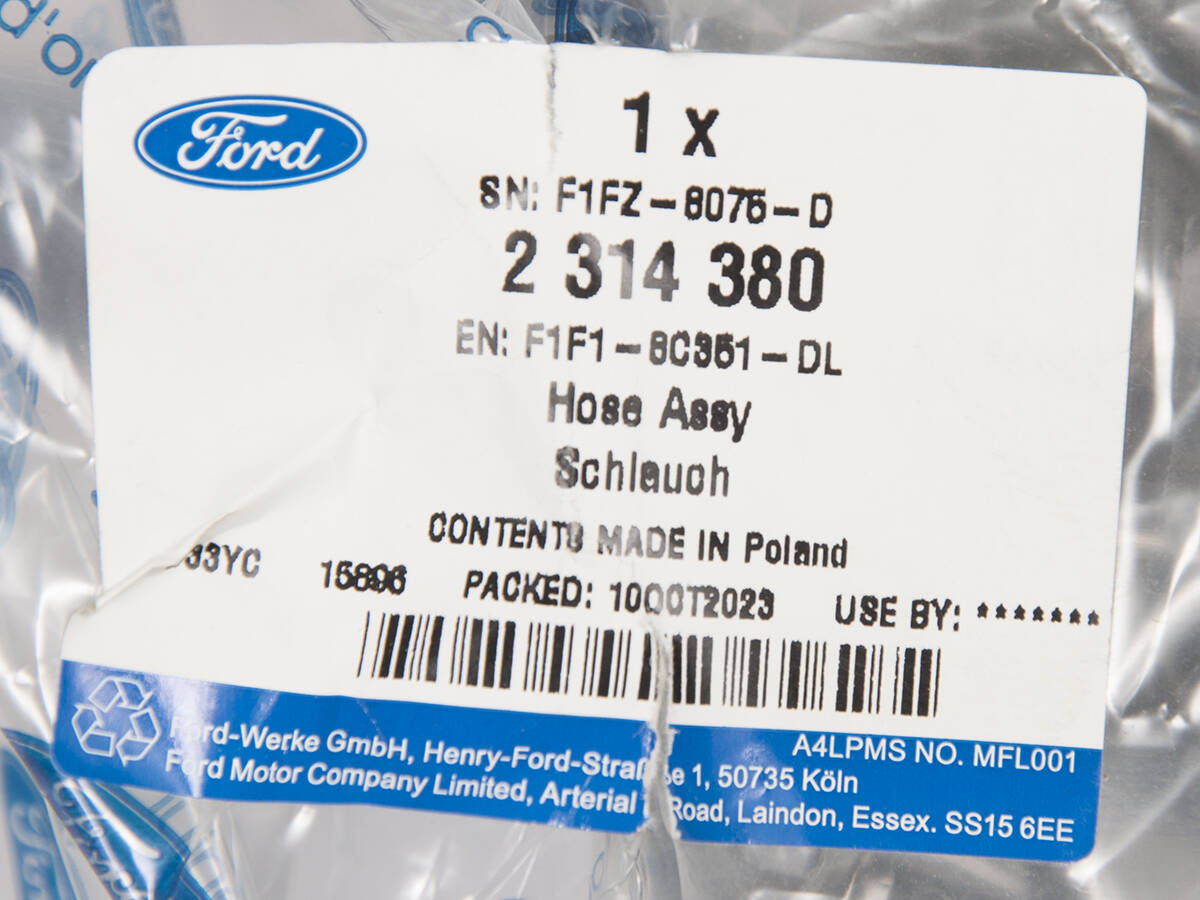 Ford
1 x
SN: F1FZ-8075-D
2 314 380
EN: F1F1-8C351-DL
Hose Assy
Schlauch
CONTENTS MADE IN Poland
33YC 15806 PACKED: 10OCT2023 USE BY: *******
A4LPMS NO. MFL001
Ford-Werke GmbH, Henry-Ford-Straße 1, 50735 Köln
Ford Motor Company Limited, Arterial Road, Laindon, Essex. SS15 6EE